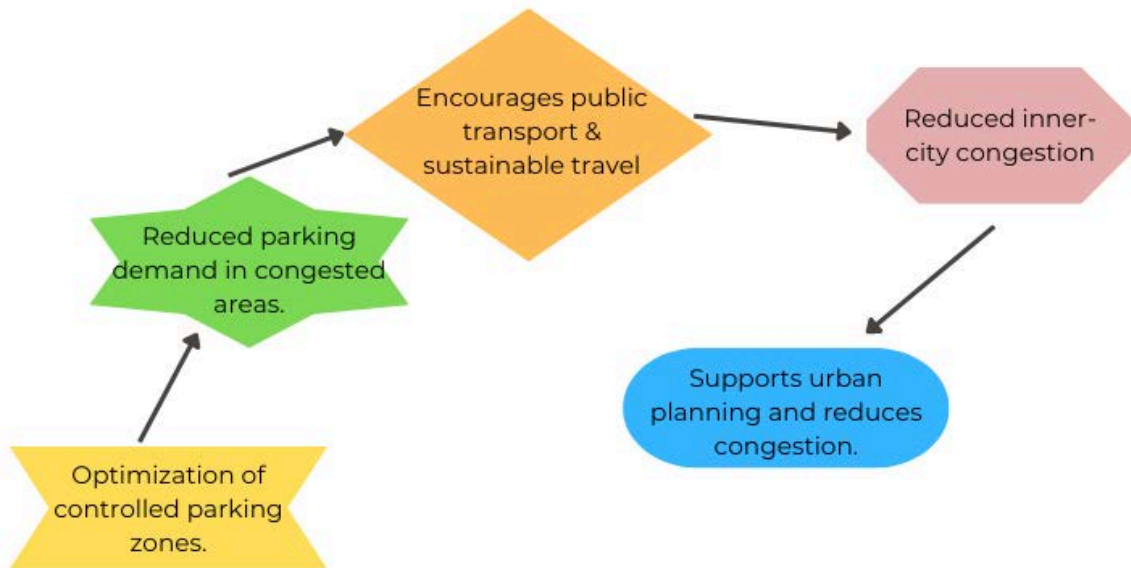 Encourages public
transport &
sustainable travel
Reduced inner-
city congestion
Reduced parking
demand in congested
areas.
Supports urban
planning and reduces
congestion.
Optimization of
controlled parking
zones.